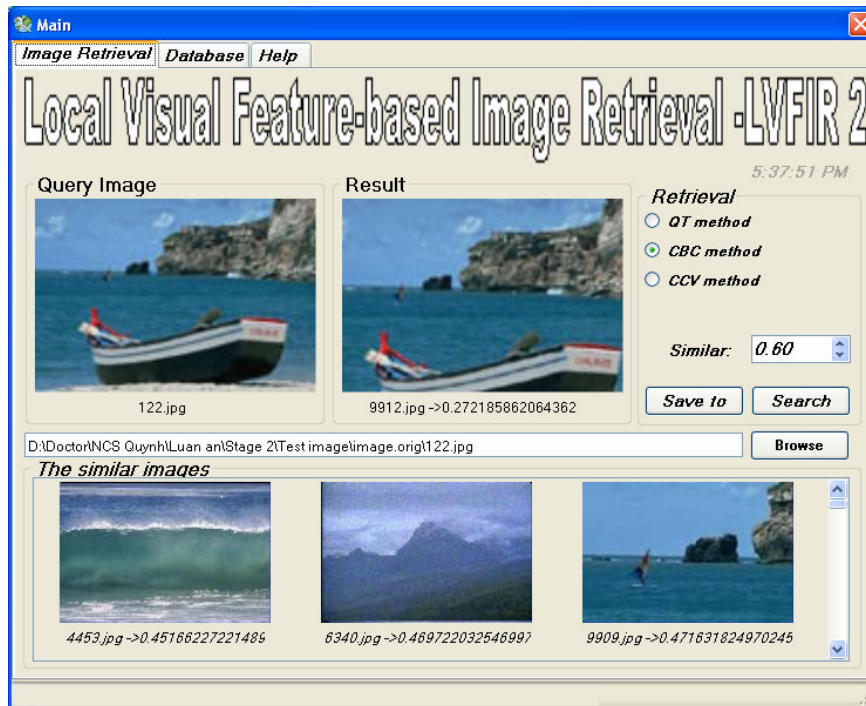 Main
Image Retrieval Database Help
Local Visual Feature-based Image Retrieval -LVFIR 2
5:37:51 PM
Query Image
Result
Retrieval
QT method
CBC method
CCV method
Similar: 0.60
122.jpg
9912.jpg ->0.272185862064362
Save to Search
D:\Doctor\NCS Quynh\Luan an\Stage 2\Test image\image.orig\122.jpg
Browse
The similar images
4453.jpg ->0.45166227221489
6340.jpg ->0.469722032546997
9909.jpg ->0.471631824970245